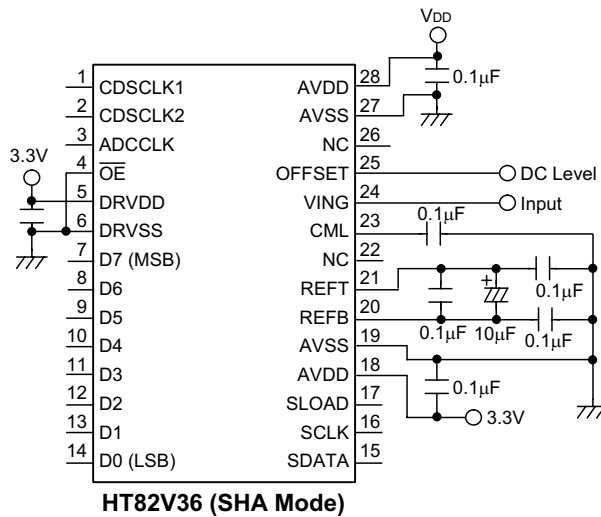 VDD
1 CDSCLK1 AVDD 28
0.1μF
2 CDSCLK2 AVSS 27
3 ADCCLK NC 26
3.3V
4 OE OFFSET 25 DC Level
5 DRVDD VING 24 Input
6 DRVSS CML 23 0.1μF
7 D7 (MSB) NC 22
8 D6 REFT 21
0.1μF
9 D5 REFB 20
0.1μF + 10μF 0.1μF
10 D4 AVSS 19
11 D3 AVDD 18
0.1μF
12 D2 SLOAD 17
3.3V
13 D1 SCLK 16
14 D0 (LSB) SDATA 15
HT82V36 (SHA Mode)